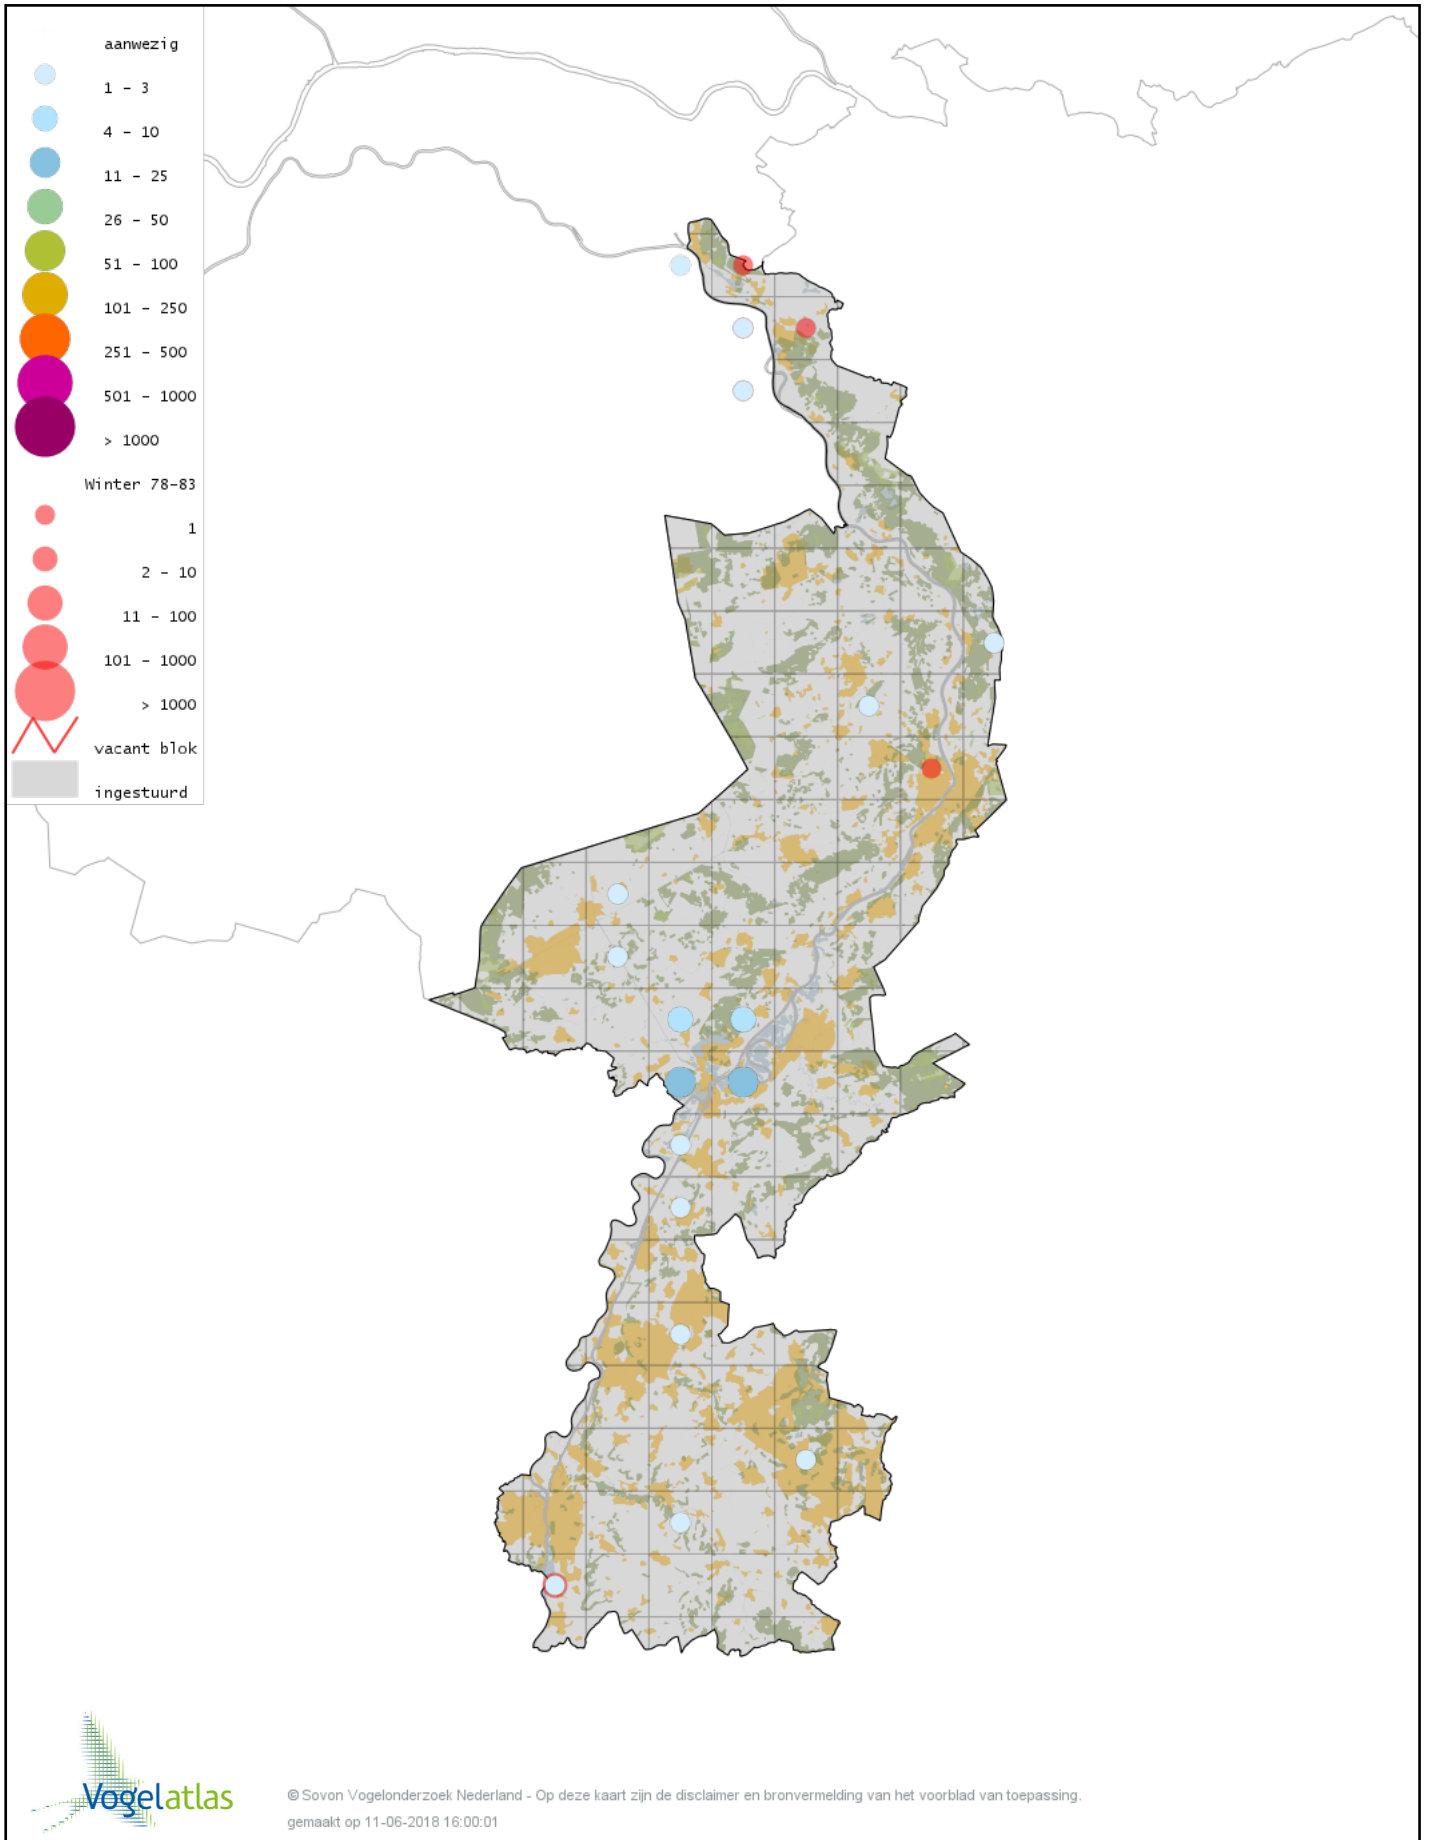 aanwezig
1 – 3
4 – 10
11 – 25
26 – 50
51 – 100
101 – 250
251 – 500
501 – 1000
> 1000
Winter 78–83
1
2 – 10
11 – 100
101 – 1000
> 1000
vacant blok
ingestuurd
Vogelatlas
© Sovon Vogelonderzoek Nederland - Op deze kaart zijn de disclaimer en bronvermelding van het voorblad van toepassing.
gemaakt op 11-06-2018 16:00:01